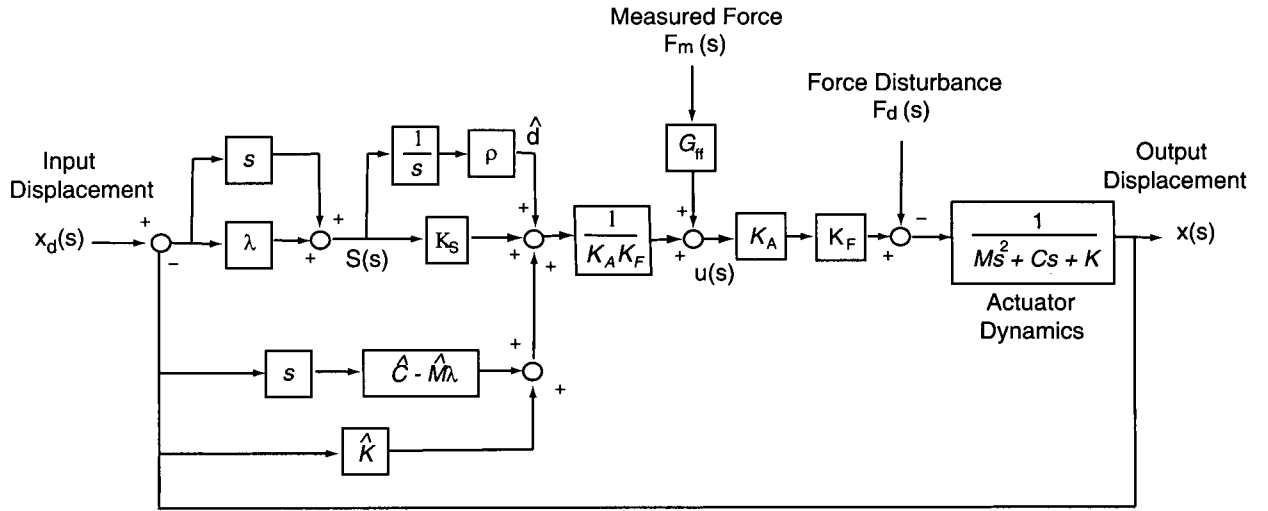 Measured Force
Fm (s)
Force Disturbance
Fd (s)
Input
Displacement
xd(s)
+
−
s
λ
+
+
S(s)
1
s
ρ
d̂
KS
+
+
+
1
KAKF
Gff
+
+
u(s)
KA
KF
−
+
1
Ms² + Cs + K
Actuator
Dynamics
Output
Displacement
x(s)
s
Ĉ - M̂λ
+
+
K̂